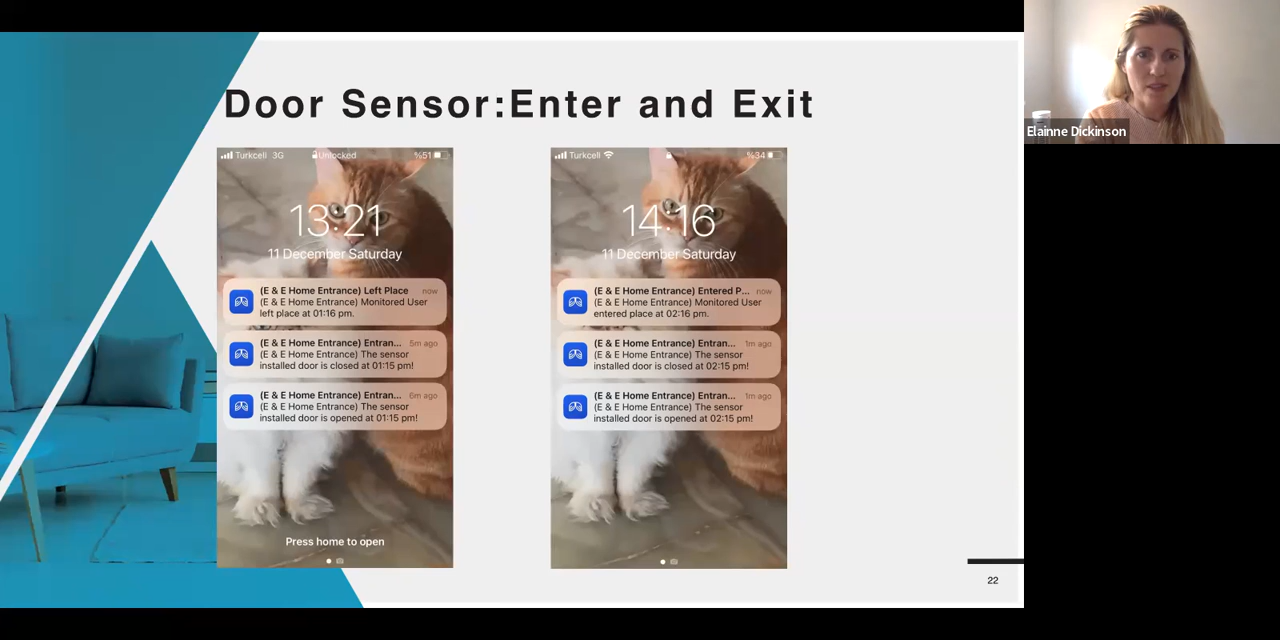 Door Sensor:Enter and Exit
Turkcell 3G Unlocked %51
13:21
11 December Saturday
(E & E Home Entrance) Left Place now
(E & E Home Entrance) Monitored User
left place at 01:16 pm.
(E & E Home Entrance) Entran... 5m ago
(E & E Home Entrance) The sensor
installed door is closed at 01:15 pm!
(E & E Home Entrance) Entran... 6m ago
(E & E Home Entrance) The sensor
installed door is opened at 01:15 pm!
Press home to open
Turkcell %34
14:16
11 December Saturday
(E & E Home Entrance) Entered P... now
(E & E Home Entrance) Monitored User
entered place at 02:16 pm.
(E & E Home Entrance) Entran... 1m ago
(E & E Home Entrance) The sensor
installed door is closed at 02:15 pm!
(E & E Home Entrance) Entran... 1m ago
(E & E Home Entrance) The sensor
installed door is opened at 02:15 pm!
22
Elainne Dickinson